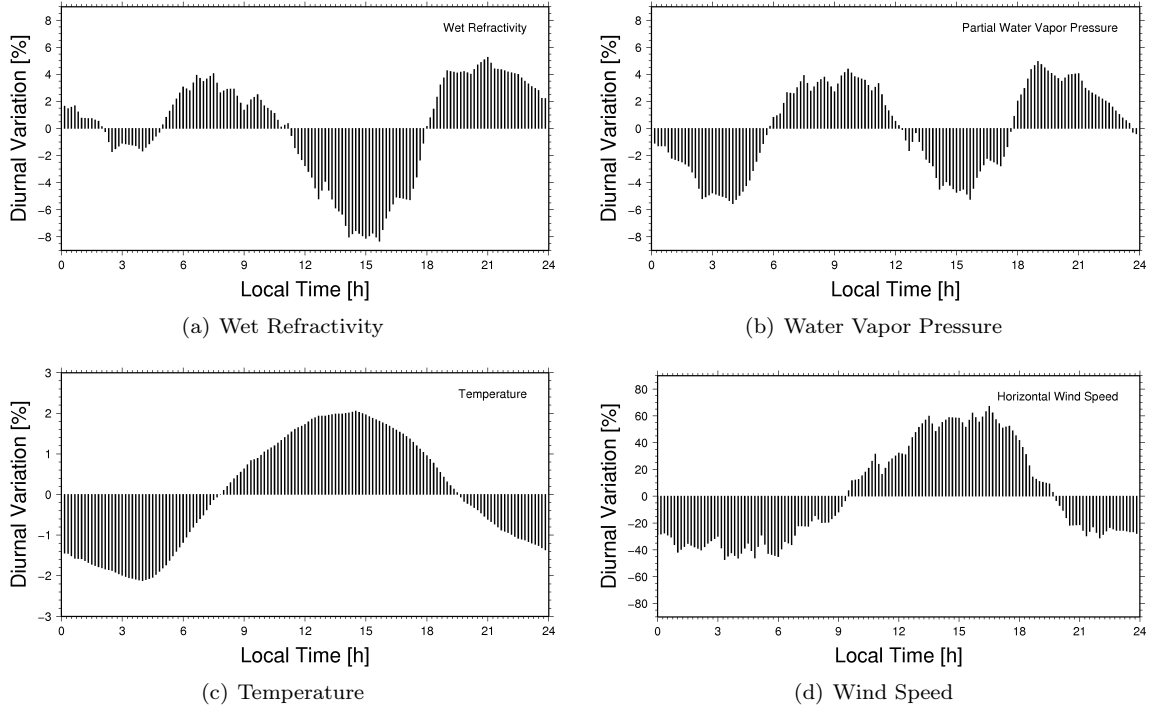 Wet Refractivity
Diurnal Variation [%]
8
6
4
2
0
−2
−4
−6
−8
0 3 6 9 12 15 18 21 24
Local Time [h]
(a) Wet Refractivity
Partial Water Vapor Pressure
Diurnal Variation [%]
8
6
4
2
0
−2
−4
−6
−8
0 3 6 9 12 15 18 21 24
Local Time [h]
(b) Water Vapor Pressure
Temperature
Diurnal Variation [%]
3
2
1
0
−1
−2
−3
0 3 6 9 12 15 18 21 24
Local Time [h]
(c) Temperature
Horizontal Wind Speed
Diurnal Variation [%]
80
60
40
20
0
−20
−40
−60
−80
0 3 6 9 12 15 18 21 24
Local Time [h]
(d) Wind Speed